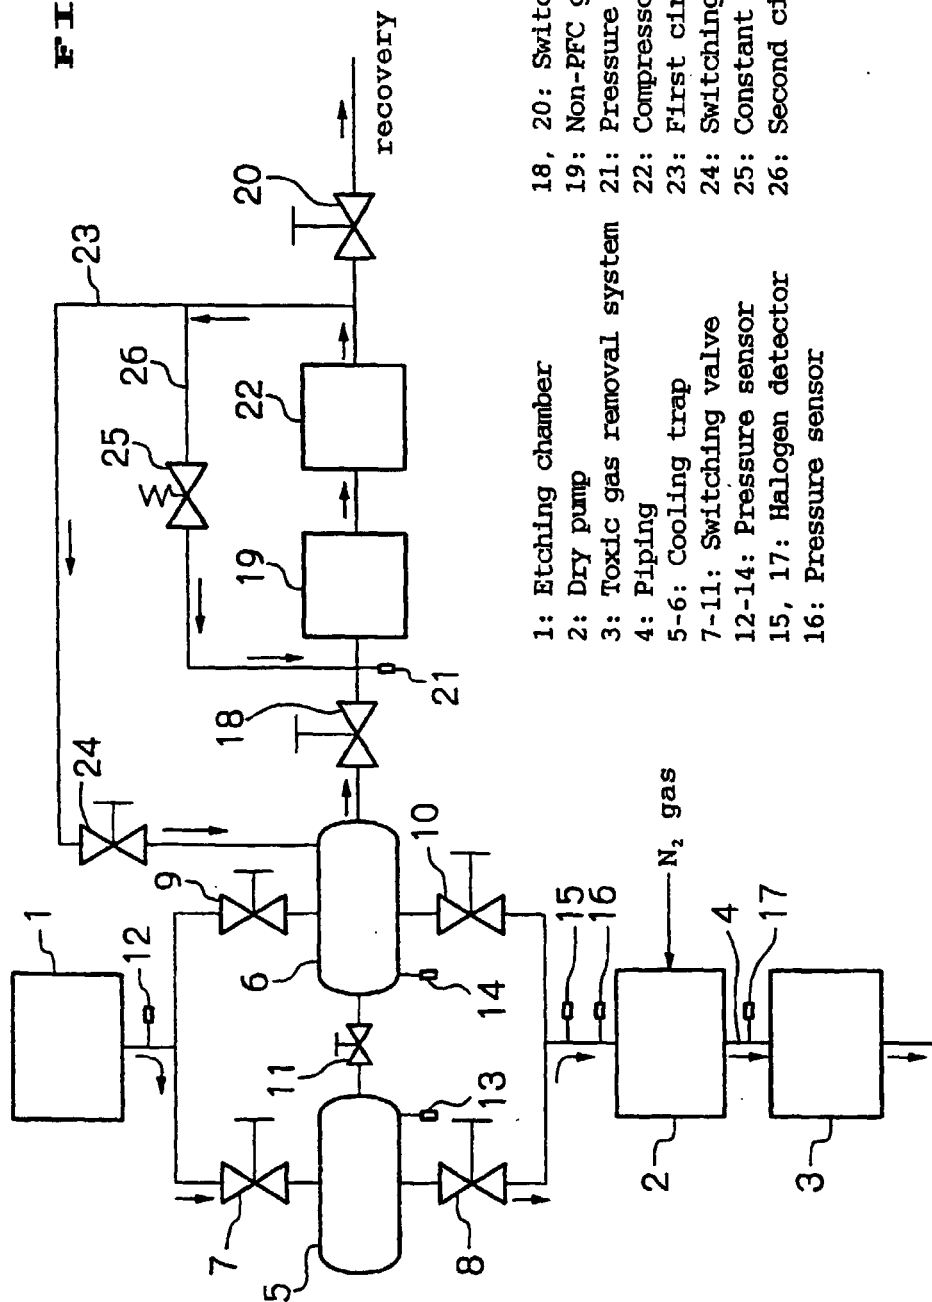 FI
1
12
9
24
23
20
recovery
7
10
18
25
26
5
6
11
13
14
19
22
21
8
15
16
N₂ gas
2
4
17
3
1: Etching chamber
2: Dry pump
3: Toxic gas removal system
4: Piping
5-6: Cooling trap
7-11: Switching valve
12-14: Pressure sensor
15, 17: Halogen detector
16: Pressure sensor
18, 20: Switc
19: Non-PFC g
21: Pressure
22: Compresso
23: First cir
24: Switching
25: Constant
26: Second ci